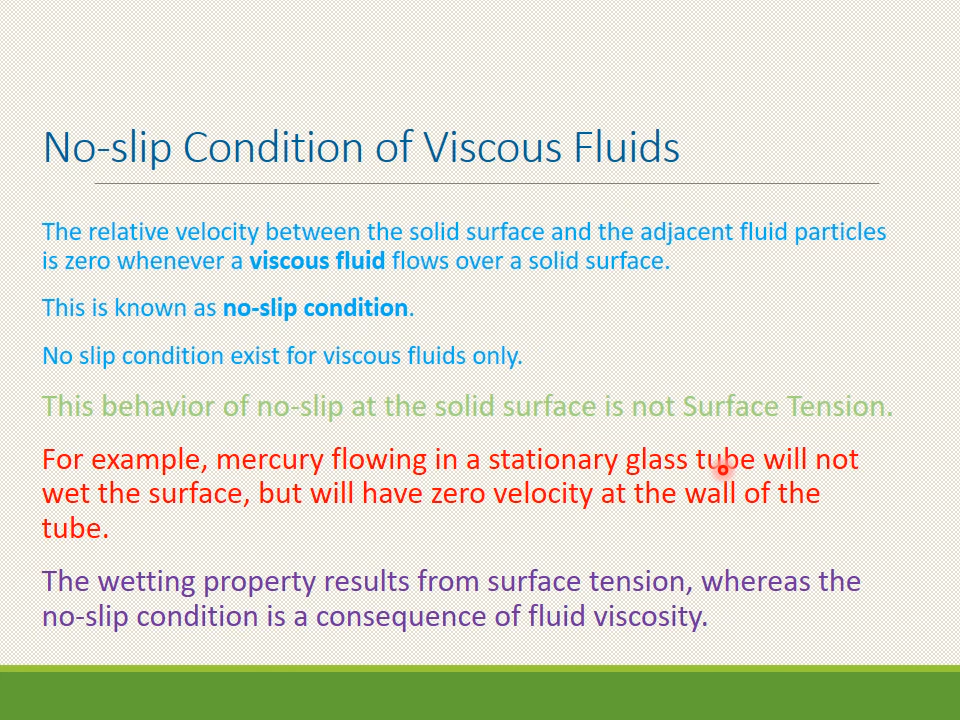 No-slip Condition of Viscous Fluids
The relative velocity between the solid surface and the adjacent fluid particles
is zero whenever a viscous fluid flows over a solid surface.
This is known as no-slip condition.
No slip condition exist for viscous fluids only.
This behavior of no-slip at the solid surface is not Surface Tension.
For example, mercury flowing in a stationary glass tube will not
wet the surface, but will have zero velocity at the wall of the
tube.
The wetting property results from surface tension, whereas the
no-slip condition is a consequence of fluid viscosity.